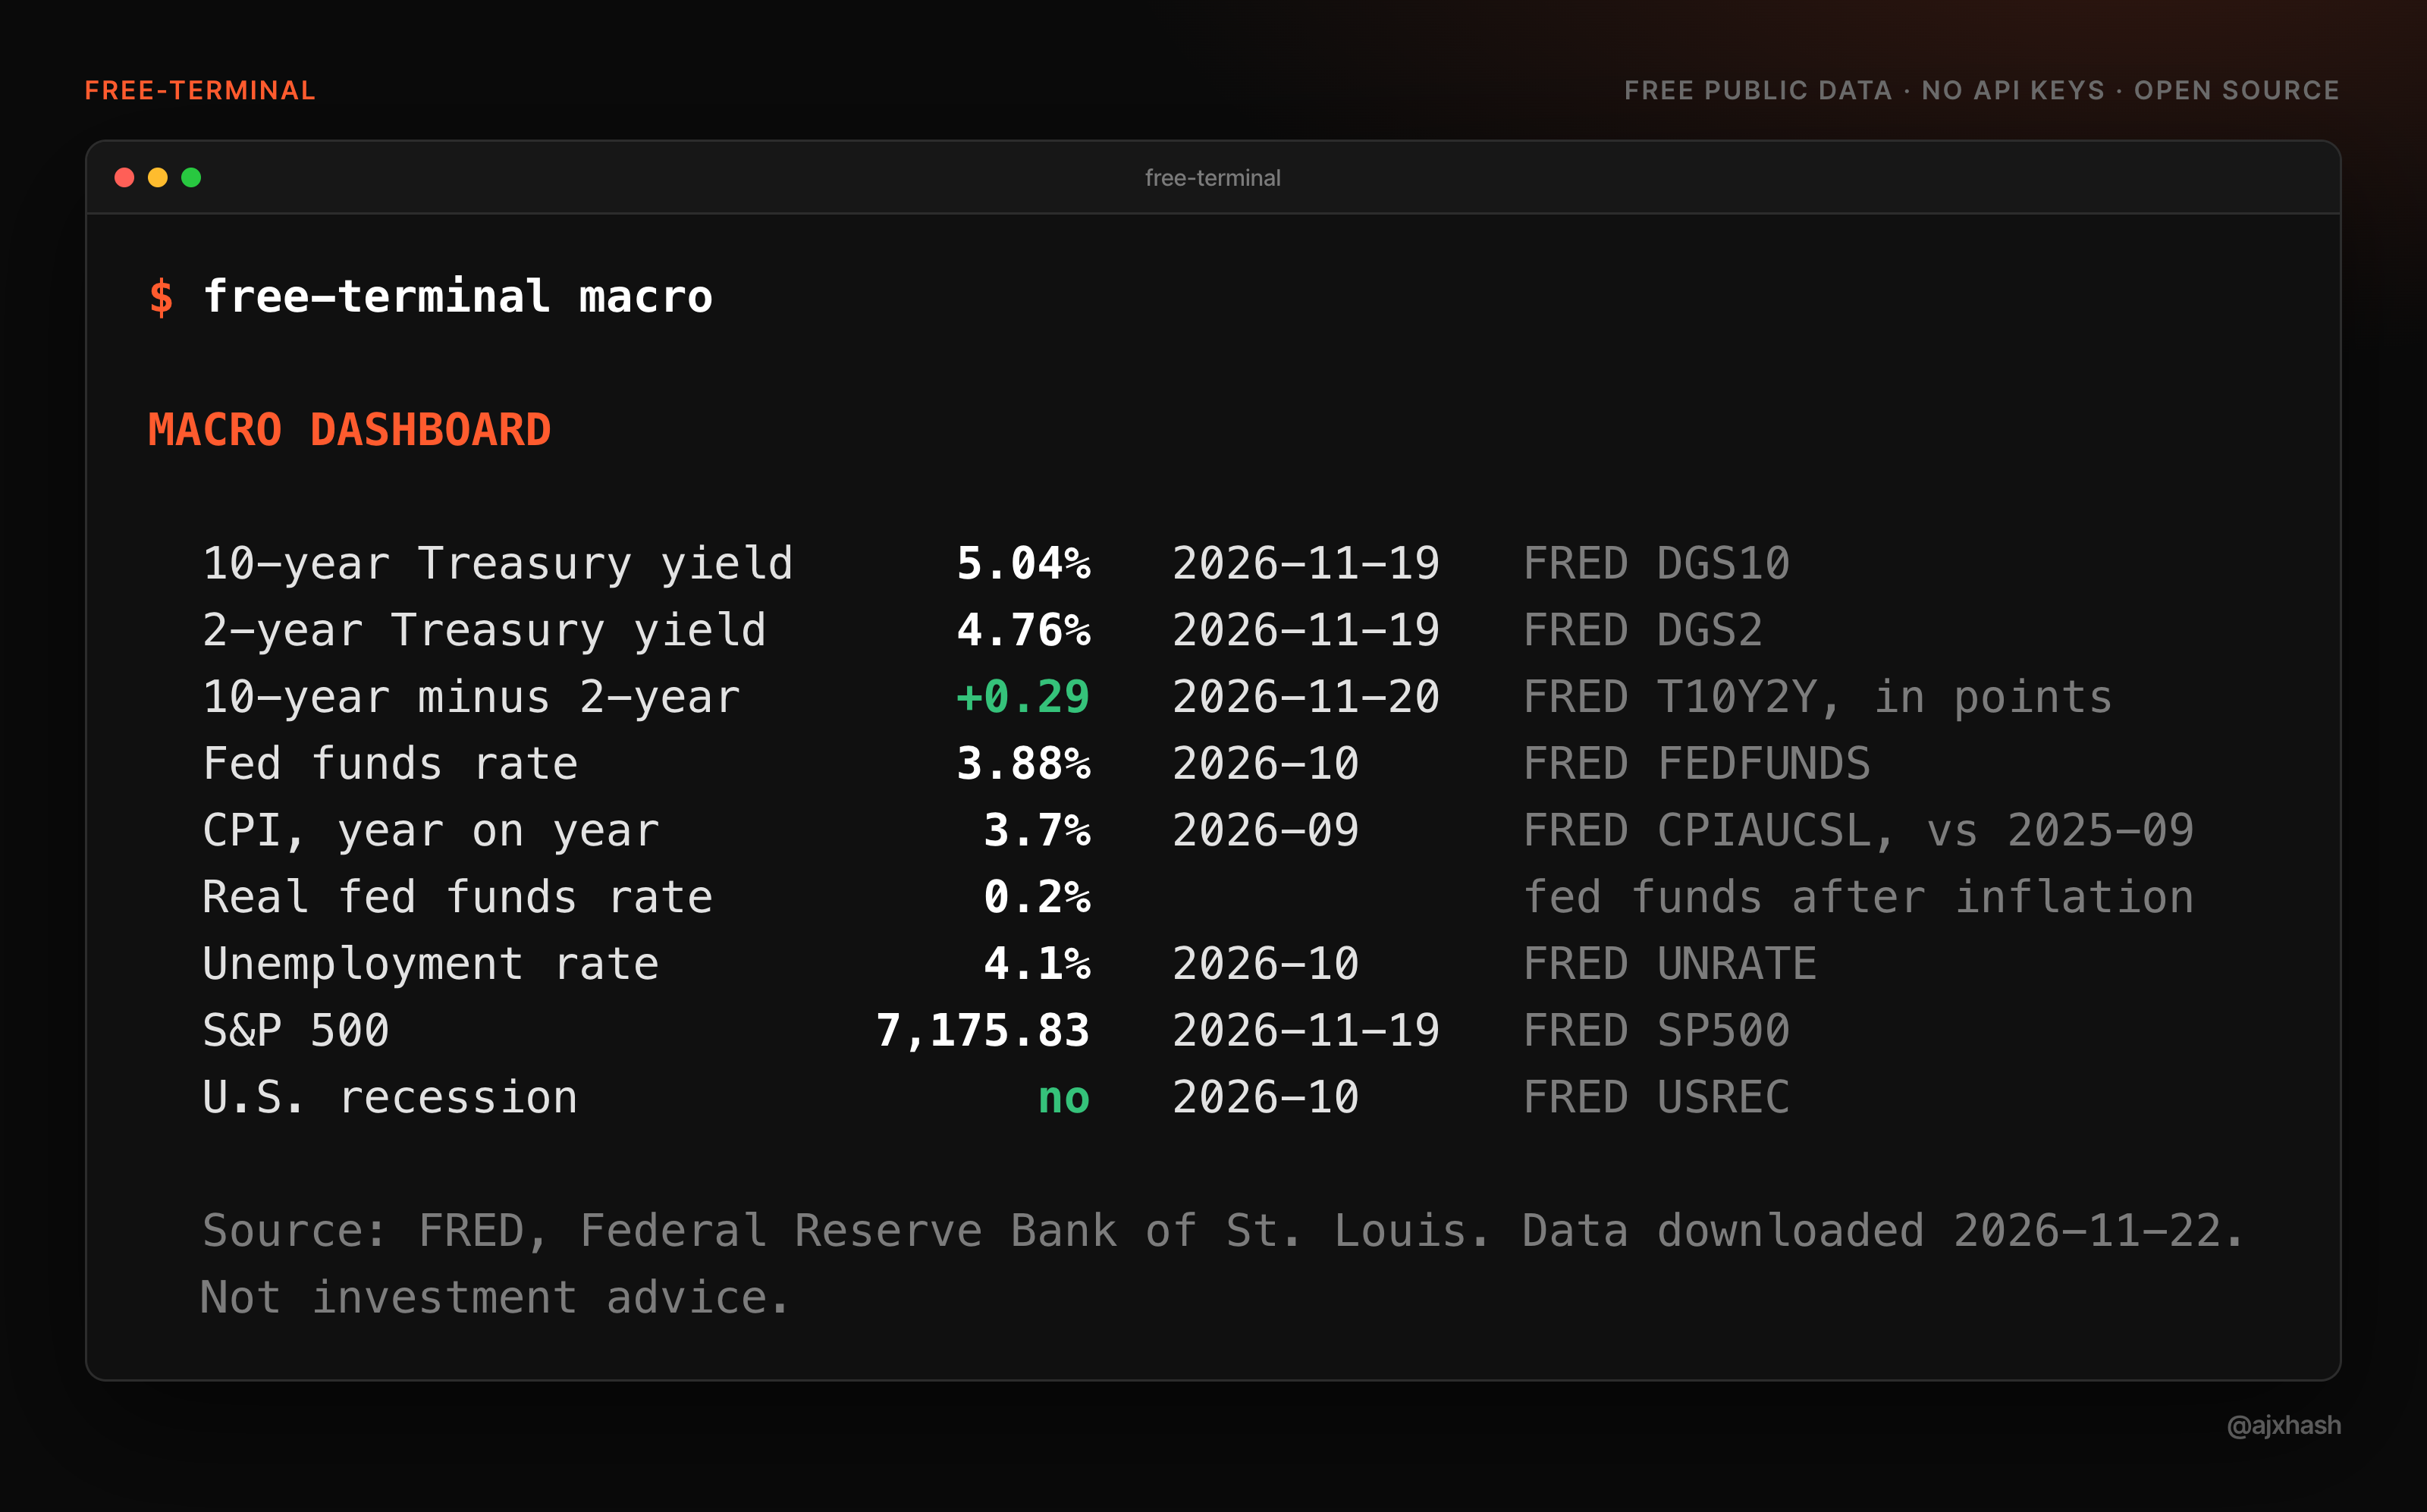 FREE-TERMINAL
FREE PUBLIC DATA · NO API KEYS · OPEN SOURCE
free-terminal
$ free-terminal macro
MACRO DASHBOARD
10-year Treasury yield 5.04% 2026-11-19 FRED DGS10
2-year Treasury yield 4.76% 2026-11-19 FRED DGS2
10-year minus 2-year +0.29 2026-11-20 FRED T10Y2Y, in points
Fed funds rate 3.88% 2026-10 FRED FEDFUNDS
CPI, year on year 3.7% 2026-09 FRED CPIAUCSL, vs 2025-09
Real fed funds rate 0.2% fed funds after inflation
Unemployment rate 4.1% 2026-10 FRED UNRATE
S&P 500 7,175.83 2026-11-19 FRED SP500
U.S. recession no 2026-10 FRED USREC
Source: FRED, Federal Reserve Bank of St. Louis. Data downloaded 2026-11-22.
Not investment advice.
@ajxhash